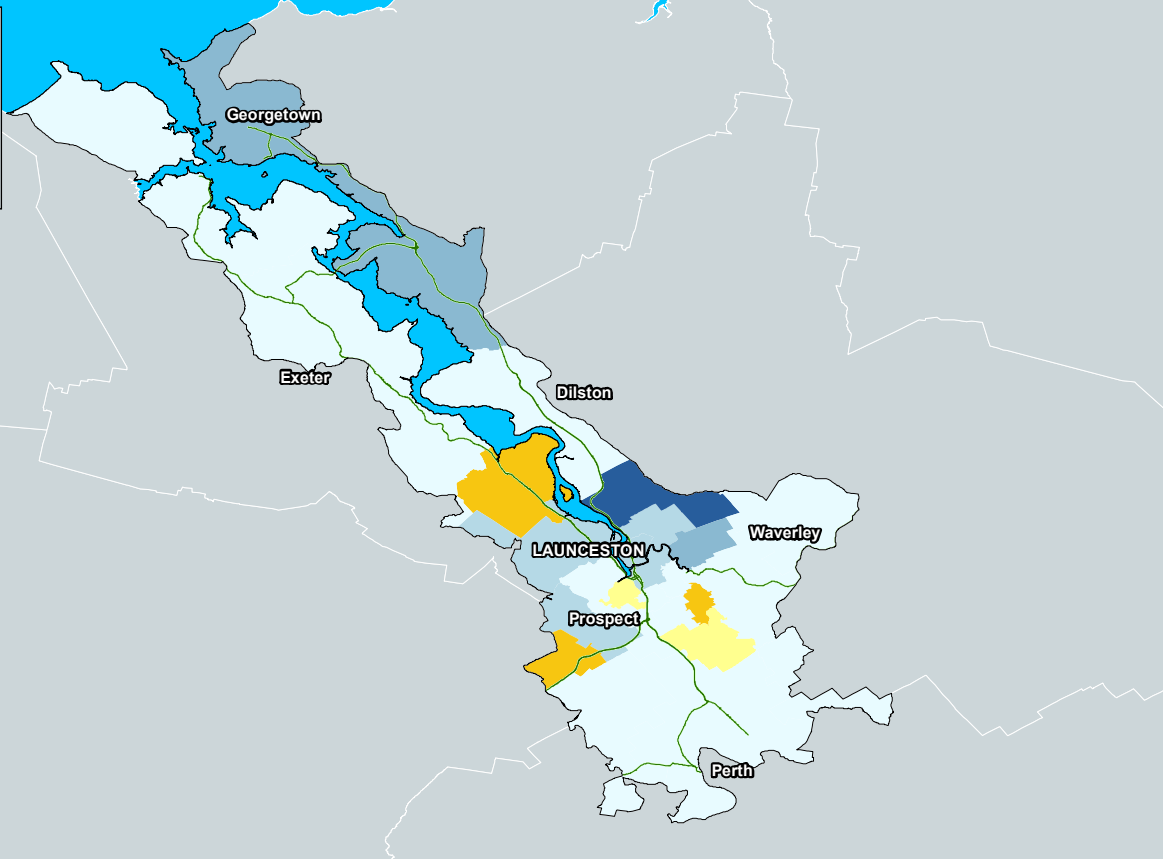 Georgetown
Exeter
Dilston
Waverley
LAUNCESTON
Prospect
Perth